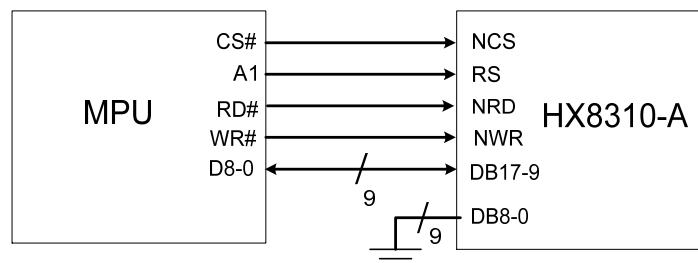 CS# NCS
A1 RS
MPU RD# NRD HX8310-A
WR# NWR
D8-0 DB17-9
9
DB8-0
9